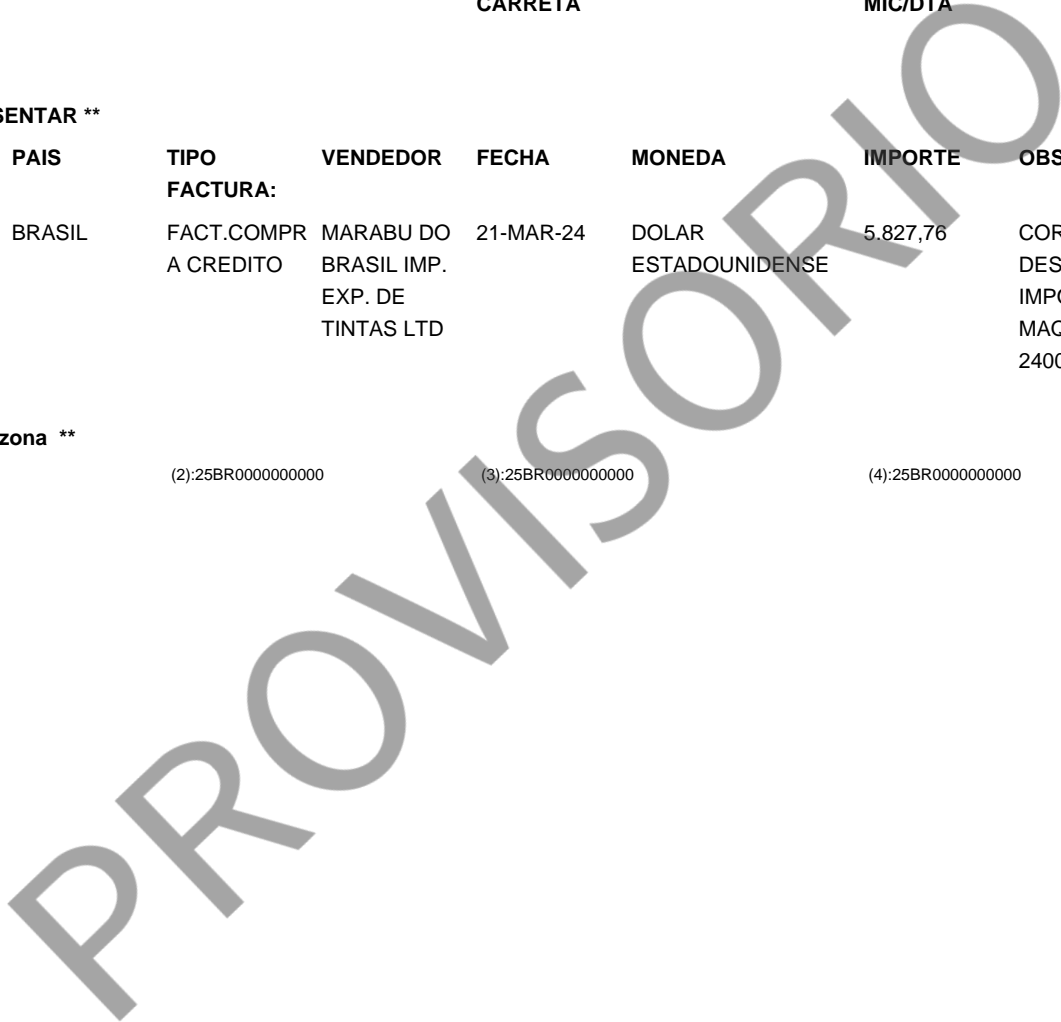 CARRETA MIC/DTA
SENTAR **
PAIS TIPO VENDEDOR FECHA MONEDA IMPORTE OBS
FACTURA:
BRASIL FACT.COMPR MARABU DO 21-MAR-24 DOLAR 5.827,76 COR
A CREDITO BRASIL IMP. ESTADOUNIDENSE DES
EXP. DE IMPO
TINTAS LTD MAQ
2400
zona **
(2):25BR0000000000 (3):25BR0000000000 (4):25BR0000000000
PROVISORIO